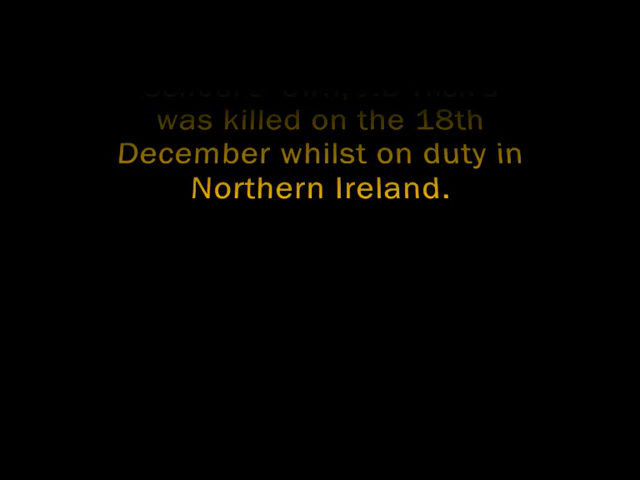 was killed on the 18th
December whilst on duty in
Northern Ireland.